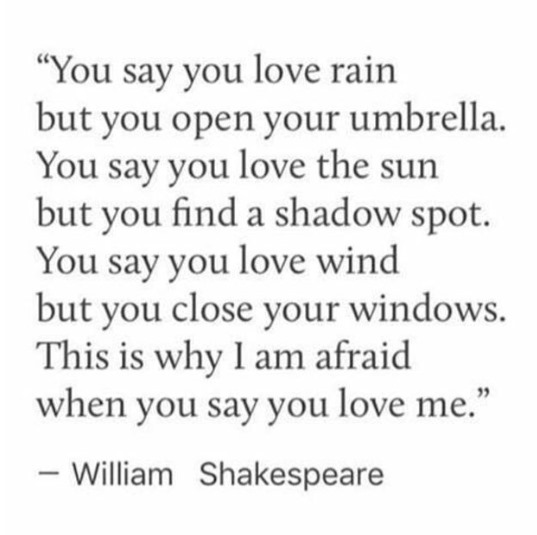 “You say you love rain
but you open your umbrella.
You say you love the sun
but you find a shadow spot.
You say you love wind
but you close your windows.
This is why I am afraid
when you say you love me.”
– William Shakespeare